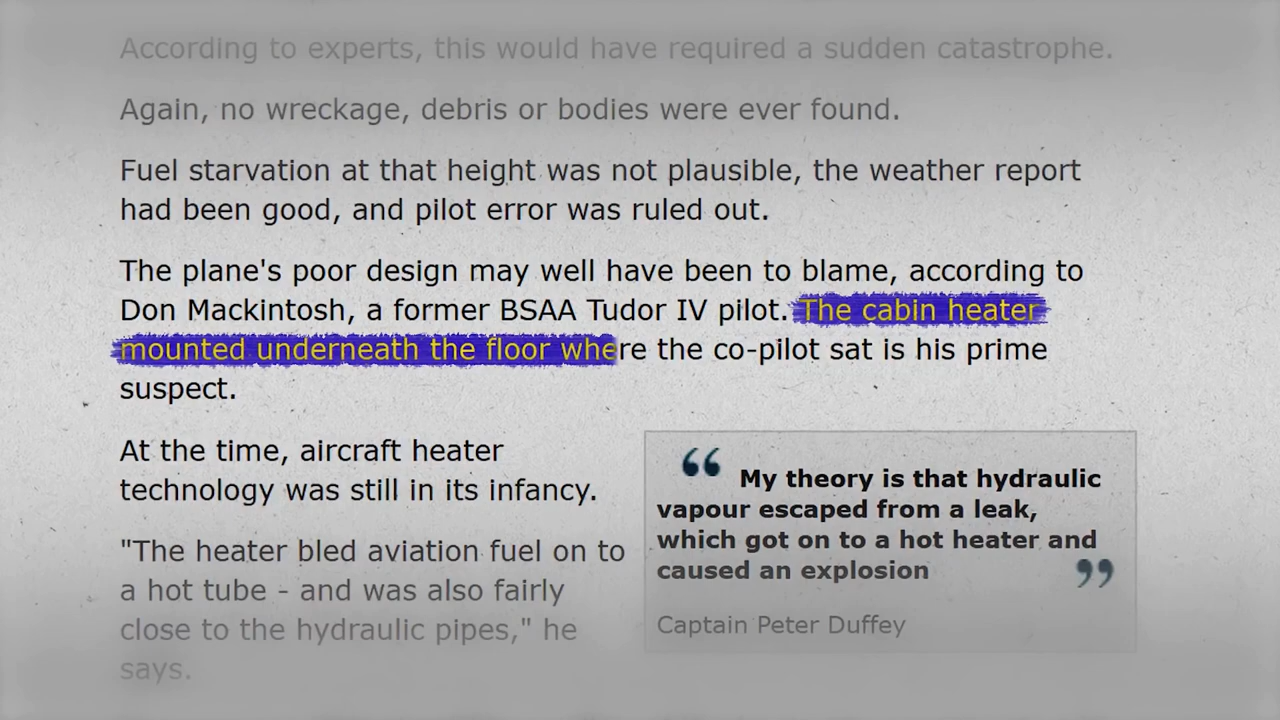 According to experts, this would have required a sudden catastrophe.
Again, no wreckage, debris or bodies were ever found.
Fuel starvation at that height was not plausible, the weather report
had been good, and pilot error was ruled out.
The plane's poor design may well have been to blame, according to
Don Mackintosh, a former BSAA Tudor IV pilot. The cabin heater
mounted underneath the floor where the co-pilot sat is his prime
suspect.
At the time, aircraft heater
technology was still in its infancy.
"The heater bled aviation fuel on to
a hot tube - and was also fairly
close to the hydraulic pipes," he
says.
“ My theory is that hydraulic
vapour escaped from a leak,
which got on to a hot heater and
caused an explosion ”
Captain Peter Duffey